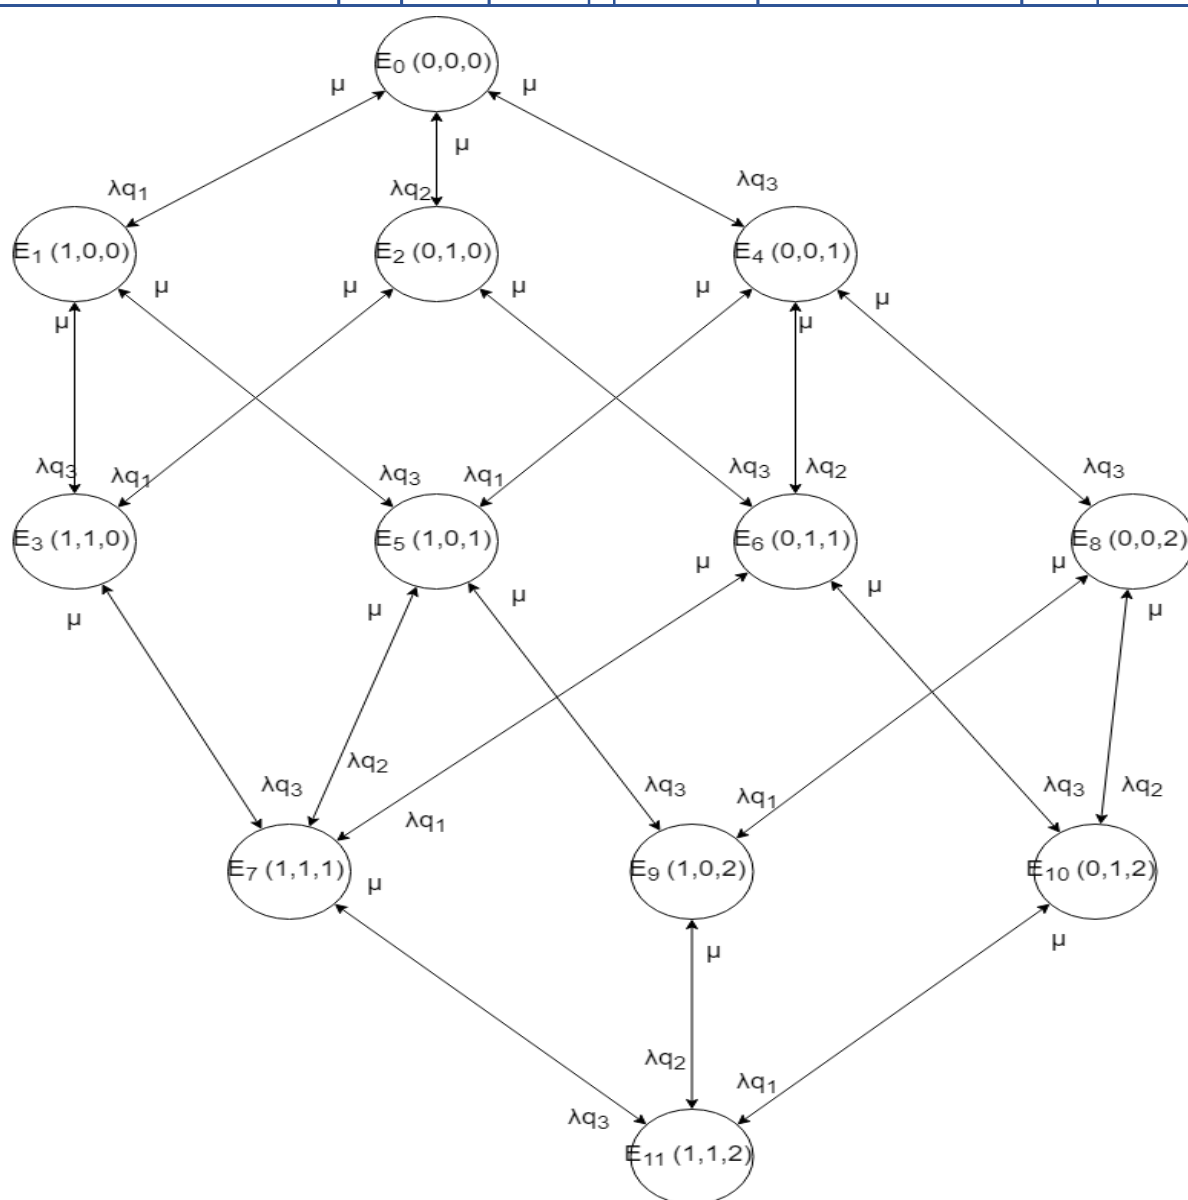 E₀ (0,0,0)
μ μ
μ
λq₁ λq₂ λq₃
E₁ (1,0,0) E₂ (0,1,0) E₄ (0,0,1)
μ μ μ μ μ
μ μ
λq₃ λq₁ λq₃ λq₁ λq₃ λq₂ λq₃
E₃ (1,1,0) E₅ (1,0,1) E₆ (0,1,1) E₈ (0,0,2)
μ μ
μ μ μ μ μ
λq₂
λq₃ λq₃ λq₁ λq₃ λq₂
λq₁
E₇ (1,1,1) E₉ (1,0,2) E₁₀ (0,1,2)
μ
μ μ
λq₂ λq₁
λq₃
E₁₁ (1,1,2)